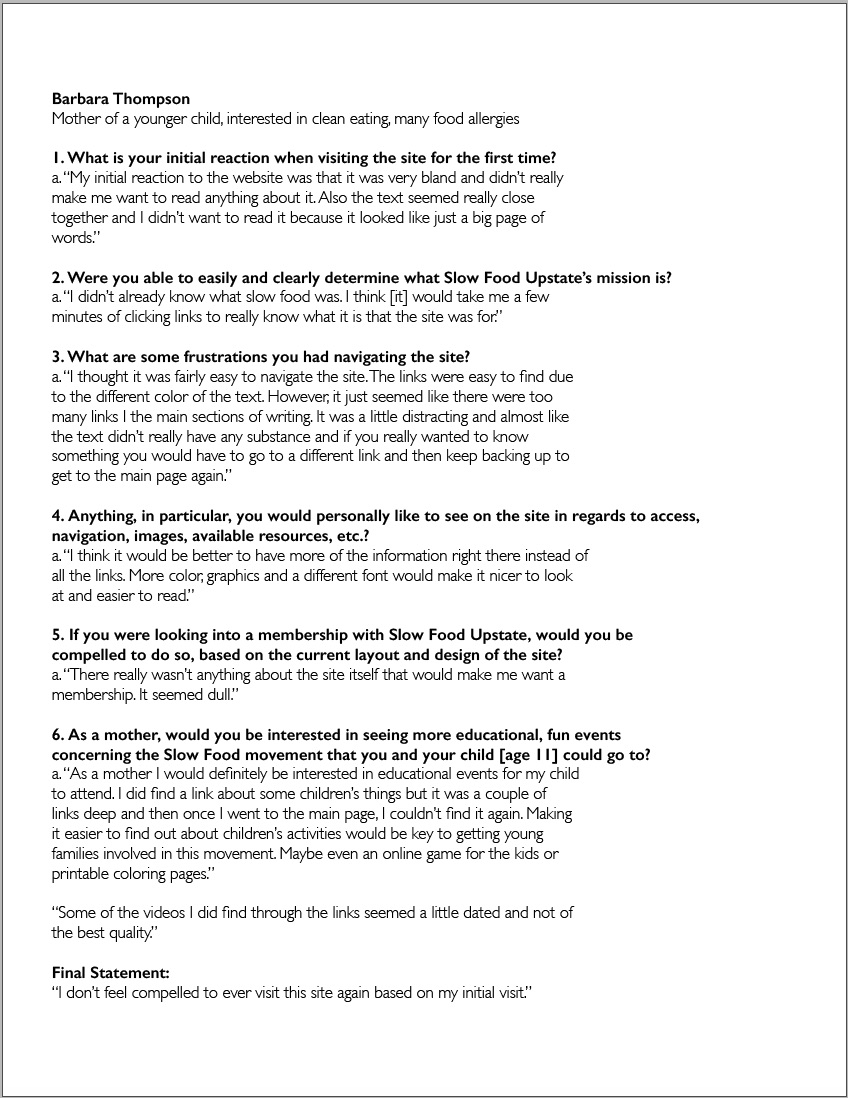 Barbara Thompson
Mother of a younger child, interested in clean eating, many food allergies
1. What is your initial reaction when visiting the site for the first time?
a. “My initial reaction to the website was that it was very bland and didn’t really
make me want to read anything about it. Also the text seemed really close
together and I didn’t want to read it because it looked like just a big page of
words.”
2. Were you able to easily and clearly determine what Slow Food Upstate’s mission is?
a. “I didn’t already know what slow food was. I think [it] would take me a few
minutes of clicking links to really know what it is that the site was for.”
3. What are some frustrations you had navigating the site?
a. “I thought it was fairly easy to navigate the site. The links were easy to find due
to the different color of the text. However, it just seemed like there were too
many links I the main sections of writing. It was a little distracting and almost like
the text didn’t really have any substance and if you really wanted to know
something you would have to go to a different link and then keep backing up to
get to the main page again.”
4. Anything, in particular, you would personally like to see on the site in regards to access,
navigation, images, available resources, etc.?
a. “I think it would be better to have more of the information right there instead of
all the links. More color, graphics and a different font would make it nicer to look
at and easier to read.”
5. If you were looking into a membership with Slow Food Upstate, would you be
compelled to do so, based on the current layout and design of the site?
a. “There really wasn’t anything about the site itself that would make me want a
membership. It seemed dull.”
6. As a mother, would you be interested in seeing more educational, fun events
concerning the Slow Food movement that you and your child [age 11] could go to?
a. “As a mother I would definitely be interested in educational events for my child
to attend. I did find a link about some children’s things but it was a couple of
links deep and then once I went to the main page, I couldn’t find it again. Making
it easier to find out about children’s activities would be key to getting young
families involved in this movement. Maybe even an online game for the kids or
printable coloring pages.”
“Some of the videos I did find through the links seemed a little dated and not of
the best quality.”
Final Statement:
“I don’t feel compelled to ever visit this site again based on my initial visit.”